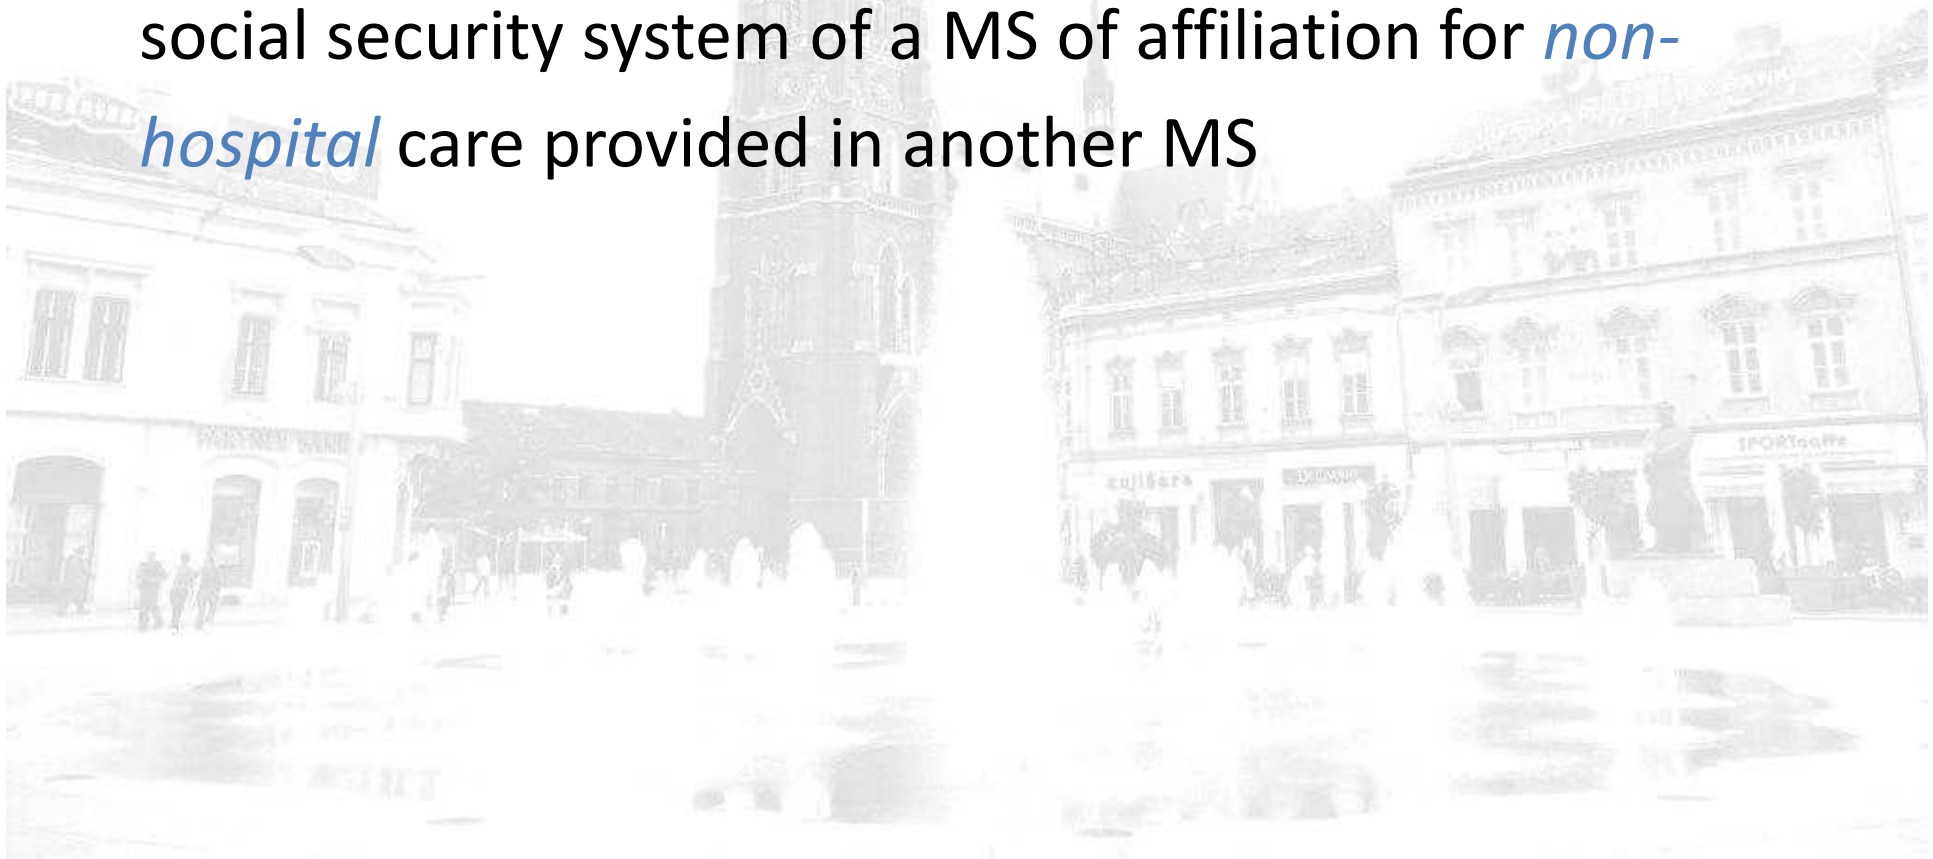 social security system of a MS of affiliation for non-
hospital care provided in another MS